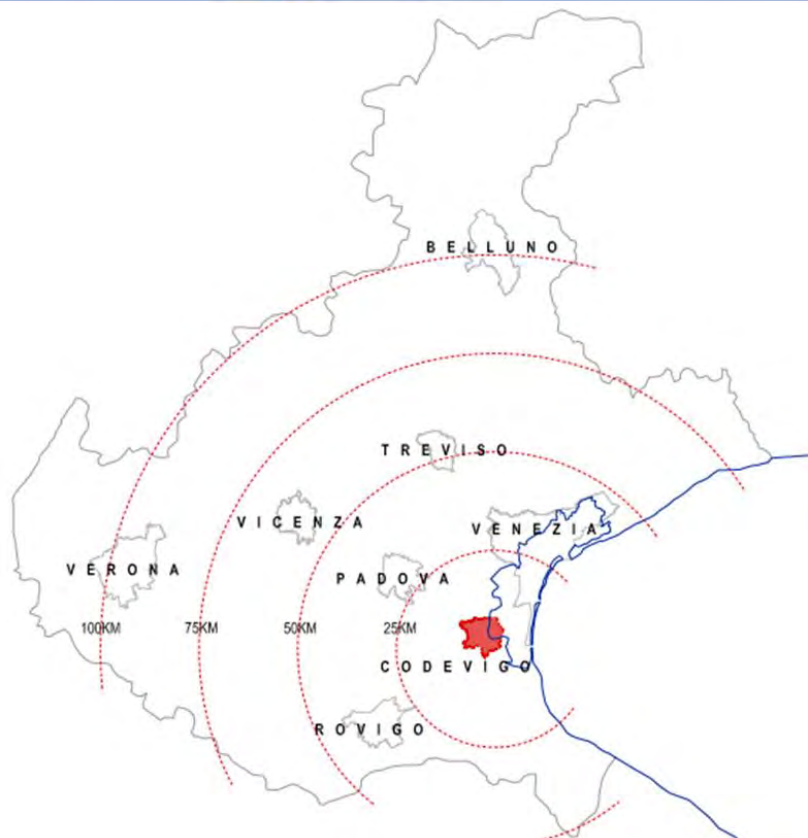 BELLUNO
TREVISO
VICENZA
VENEZIA
VERONA
PADOVA
100KM 75KM 50KM 25KM
CODEVIGO
ROVIGO